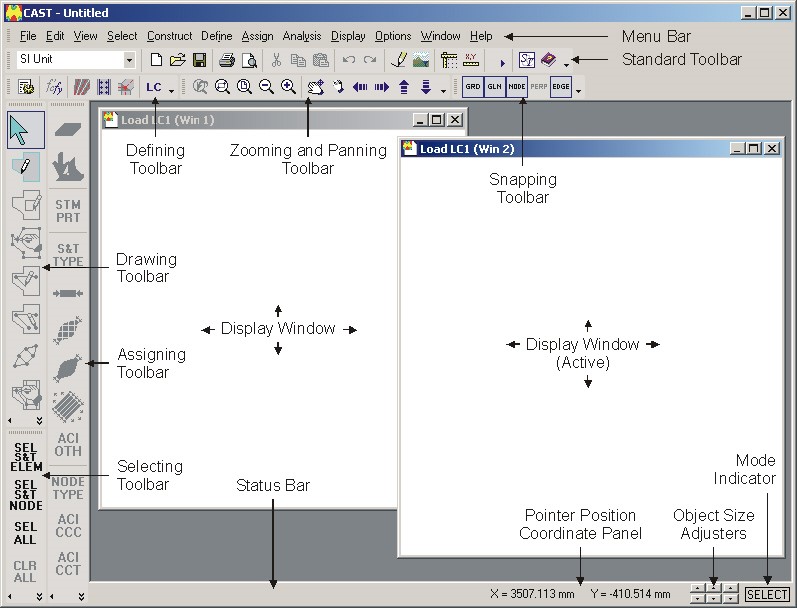 CAST - Untitled
File Edit View Select Construct Define Assign Analysis Display Options Window Help
Menu Bar
SI Unit
X,Y
ST
Standard Toolbar
LC
GRD GLN NODE PERP EDGE
Load LC1 (Win 1)
Load LC1 (Win 2)
Defining
Toolbar
Zooming and Panning
Toolbar
Snapping
Toolbar
STM
PRT
S&T
TYPE
Drawing
Toolbar
Display Window
Display Window
(Active)
Assigning
Toolbar
ACI
OTH
SEL
S&T
ELEM
Selecting
Toolbar
NODE
TYPE
SEL
S&T
NODE
Status Bar
Mode
Indicator
ACI
CCC
SEL
ALL
Pointer Position
Coordinate Panel
Object Size
Adjusters
ACI
CCT
CLR
ALL
X = 3507.113 mm Y = -410.514 mm
SELECT